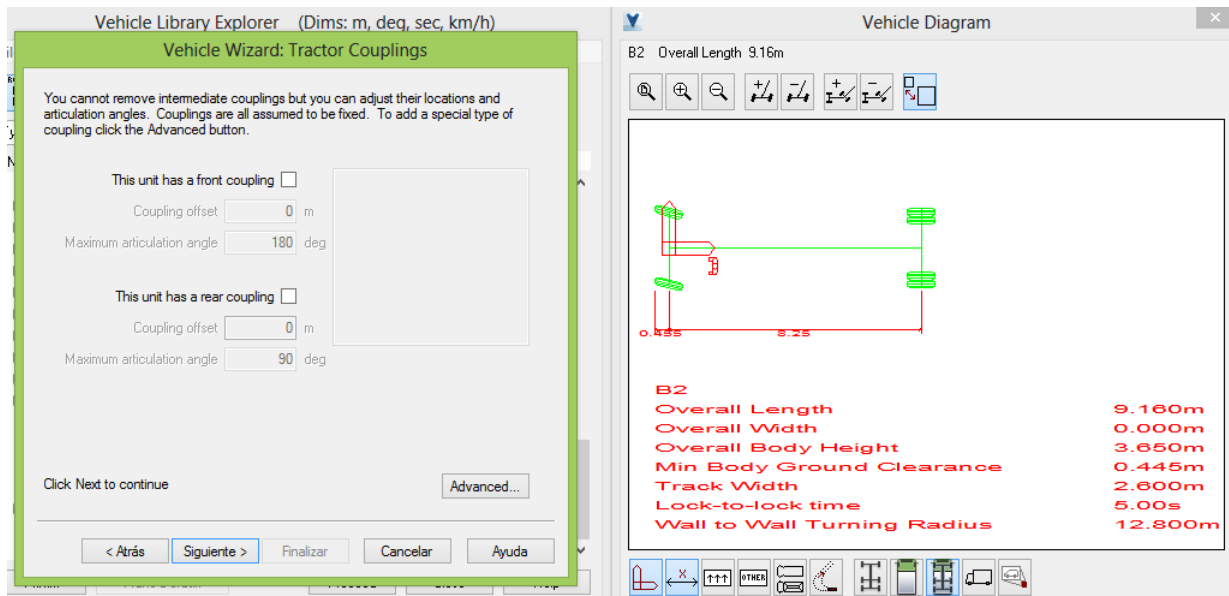 Vehicle Library Explorer (Dims: m, deg, sec, km/h)
Vehicle Wizard: Tractor Couplings
You cannot remove intermediate couplings but you can adjust their locations and
articulation angles. Couplings are all assumed to be fixed. To add a special type of
coupling click the Advanced button.
This unit has a front coupling
Coupling offset 0 m
Maximum articulation angle 180 deg
This unit has a rear coupling
Coupling offset 0 m
Maximum articulation angle 90 deg
Click Next to continue
Advanced...
< Atrás
Siguiente >
Finalizar
Cancelar
Ayuda
Vehicle Diagram
B2 Overall Length 9.16m
0.455
8.25
B2
Overall Length 9.160m
Overall Width 0.000m
Overall Body Height 3.650m
Min Body Ground Clearance 0.445m
Track Width 2.600m
Lock-to-lock time 5.00s
Wall to Wall Turning Radius 12.800m
OTHER